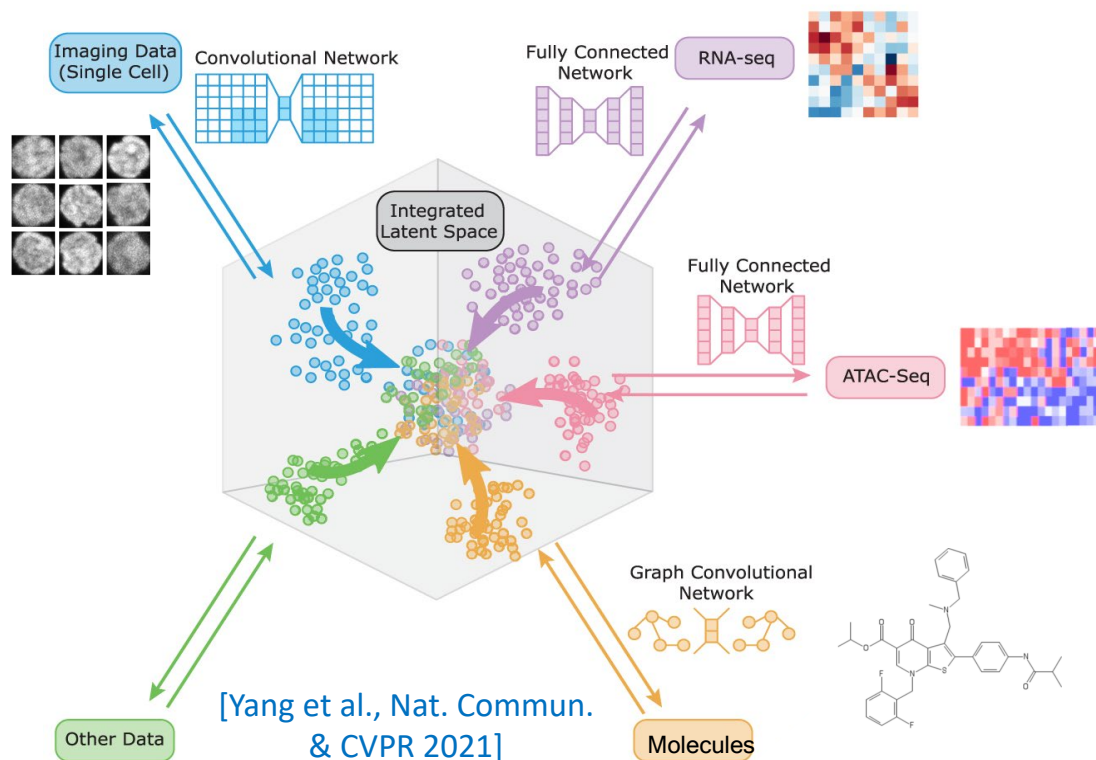 Imaging Data
(Single Cell)
Convolutional Network
Fully Connected
Network
RNA-seq
Integrated
Latent Space
Fully Connected
Network
ATAC-Seq
Graph Convolutional
Network
N
O
O
O
N
S
N
H
O
F
F
Other Data
[Yang et al., Nat. Commun.
& CVPR 2021]
Molecules